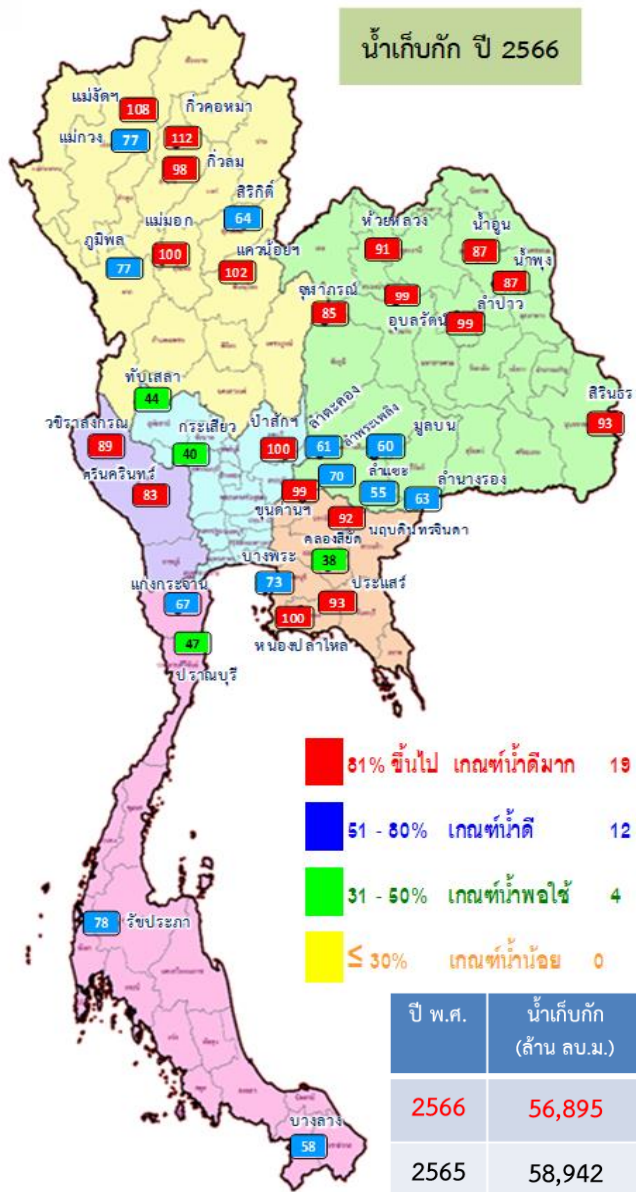 น้ำเก็บกัก ปี 2566
แม่งัดฯ
108
กิ่วคอหมา
112
แม่กวง
77
กิ่วลม
98
สิริกิติ์
64
ภูมิพล
77
แม่มอก
100
แควน้อยฯ
102
ห้วยหลวง
91
น้ำอูน
87
น้ำพุง
87
จุฬาภรณ์
85
99
อุบลรัตน์
ลำปาว
99
สิรินธร
93
ทับเสลา
44
วชิราลงกรณ
89
กระเสียว
40
ป่าสักฯ
100
ลำตะคอง
61
ลำพระเพลิง
70
มูลบน
60
ลำแชะ
55
ลำนางรอง
63
ศรีนครินทร์
83
ขุนด่านฯ
99
92
นฤบดินทรจินดา
คลองสียัด
38
บางพระ
73
ประแสร์
93
100
หนองปลาไหล
แก่งกระจาน
67
47
ปราณบุรี
81% ขึ้นไป เกณฑ์น้ำดีมาก 19
51 - 80% เกณฑ์น้ำดี 12
31 - 50% เกณฑ์น้ำพอใช้ 4
≤ 30% เกณฑ์น้ำน้อย 0
78 รัชประภา
บางลาง
58
ปี พ.ศ. น้ำเก็บกัก
(ล้าน ลบ.ม.)
2566 56,895
2565 58,942